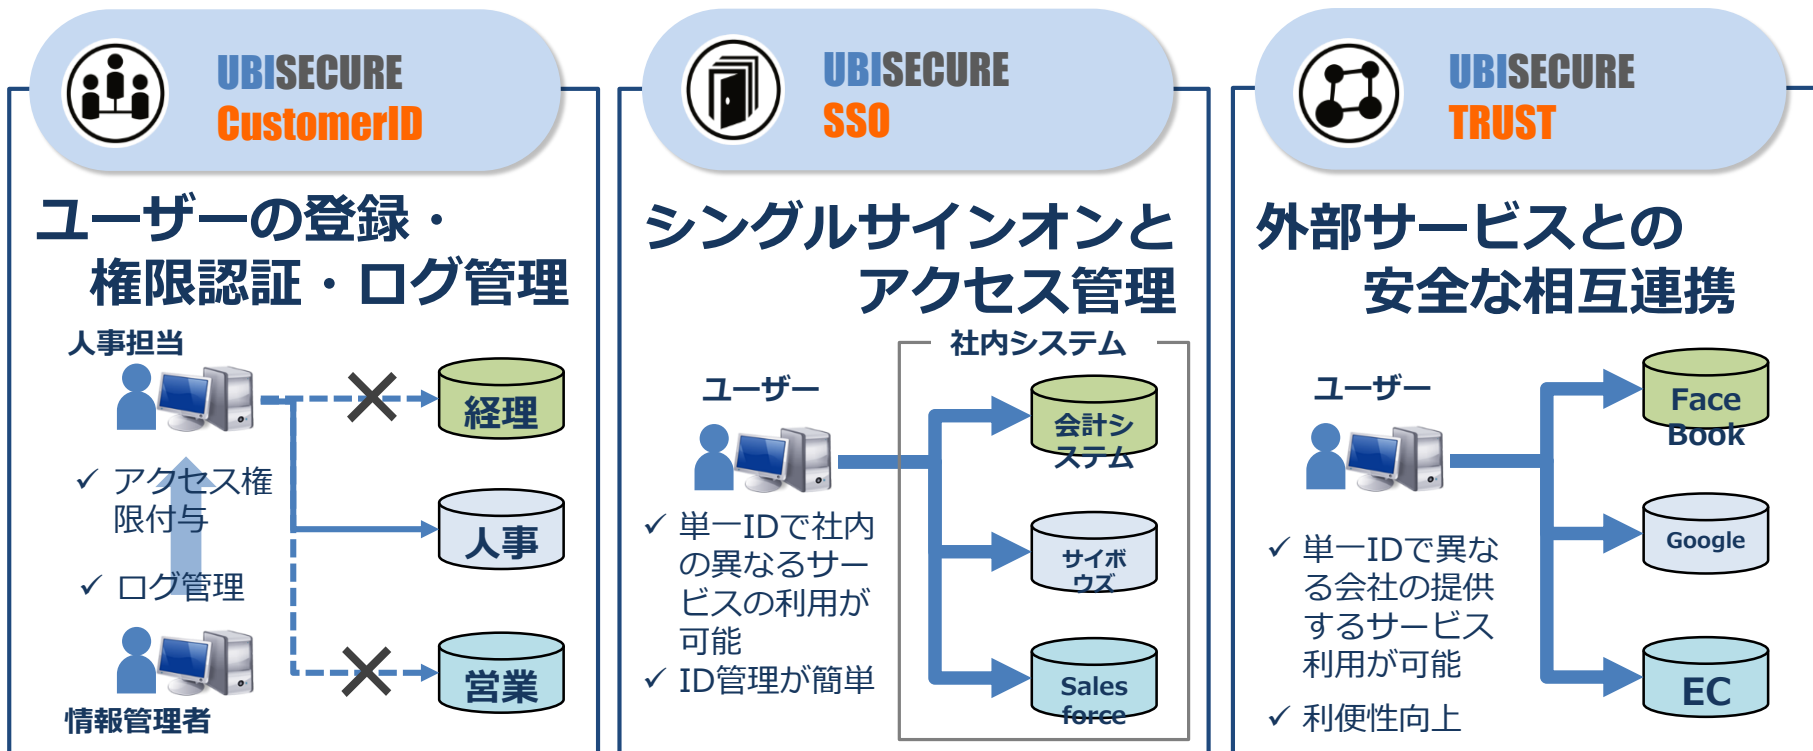 UBISECURE
CustomerID
ユーザーの登録・
権限認証・ログ管理
人事担当
経理
✓ アクセス権
限付与
人事
✓ ログ管理
営業
情報管理者
UBISECURE
SSO
シングルサインオンと
アクセス管理
社内システム
ユーザー
会計シ
ステム
✓ 単一IDで社内
の異なるサー
ビスの利用が
可能
✓ ID管理が簡単
サイボ
ウズ
Sales
force
UBISECURE
TRUST
外部サービスとの
安全な相互連携
ユーザー
Face
Book
Google
✓ 単一IDで異な
る会社の提供
するサービス
利用が可能
✓ 利便性向上
EC